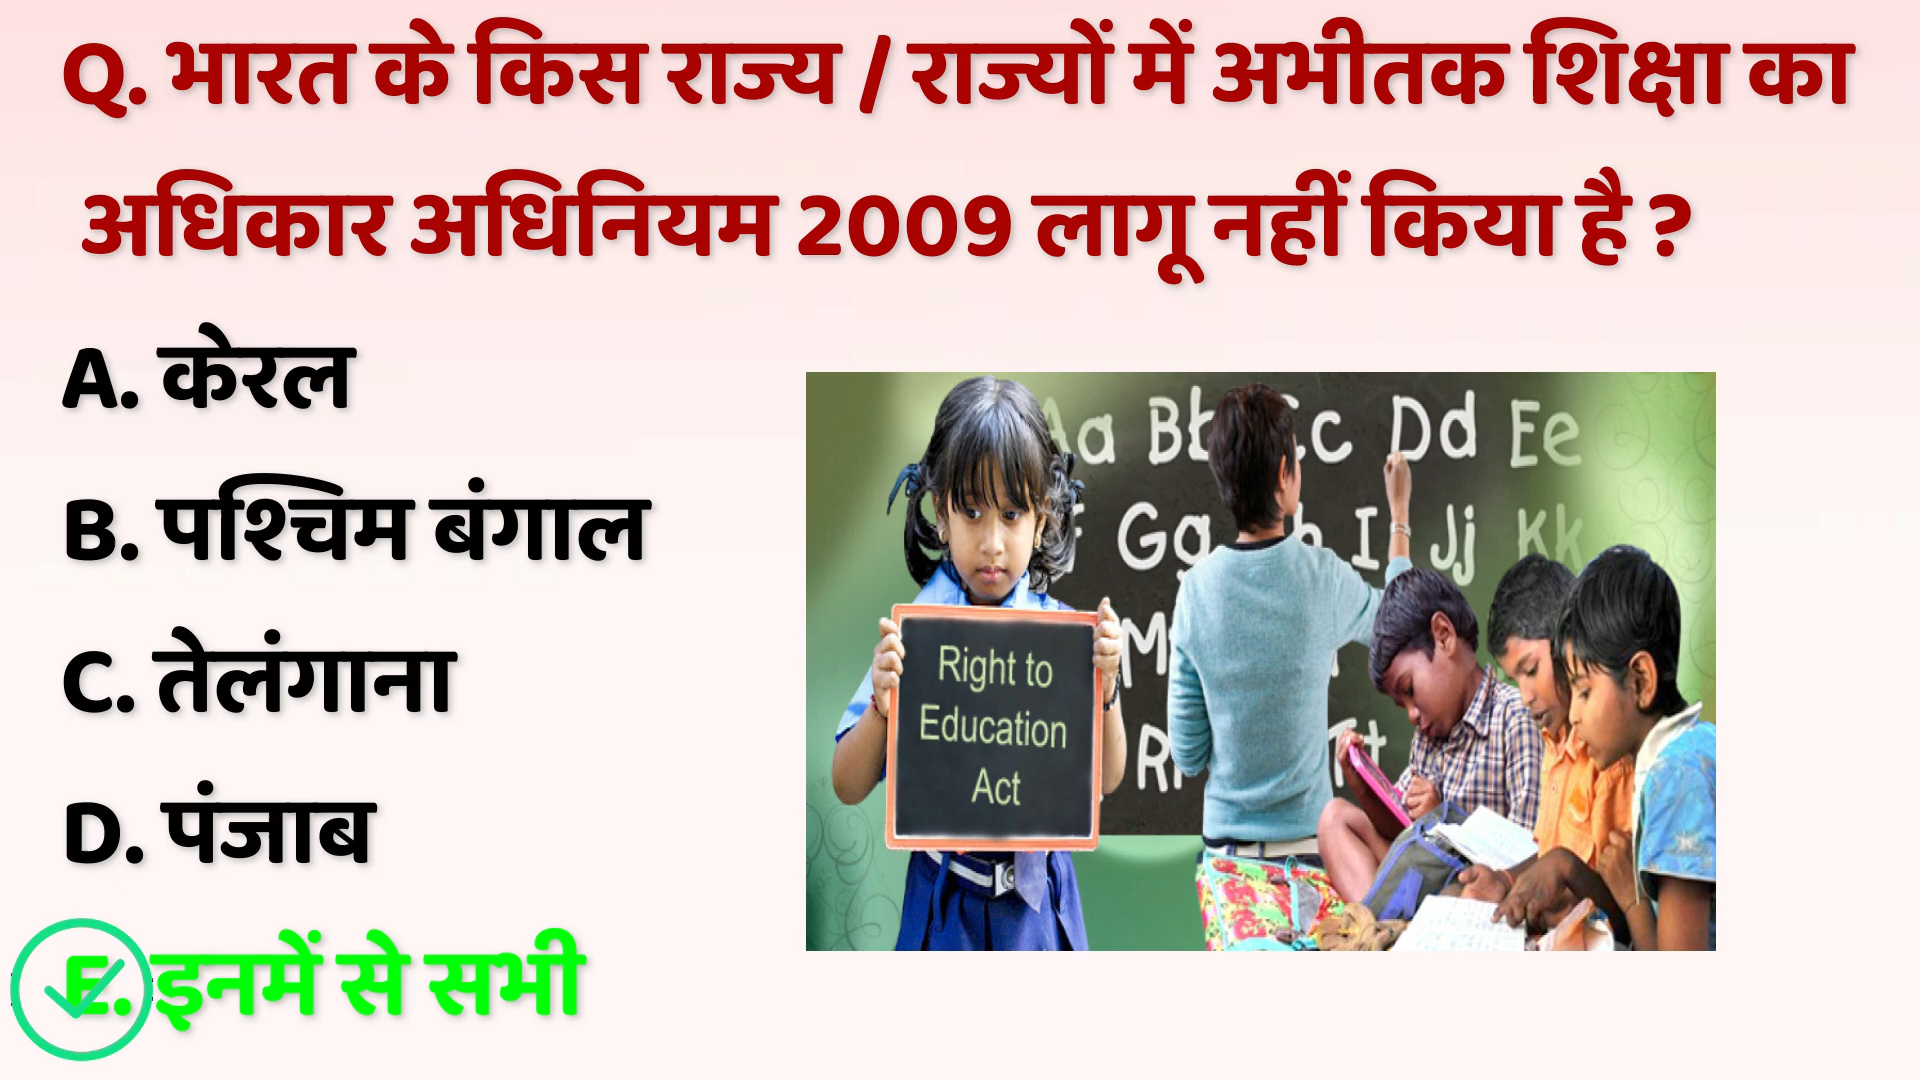 Q. भारत के किस राज्य / राज्यों में अभीतक शिक्षा का
अधिकार अधिनियम 2009 लागू नहीं किया है ?
A. केरल
B. पश्चिम बंगाल
C. तेलंगाना
D. पंजाब
E. इनमें से सभी
Aa Bb Cc Dd Ee
Gg I Jj Kk
Right to
Education
Act